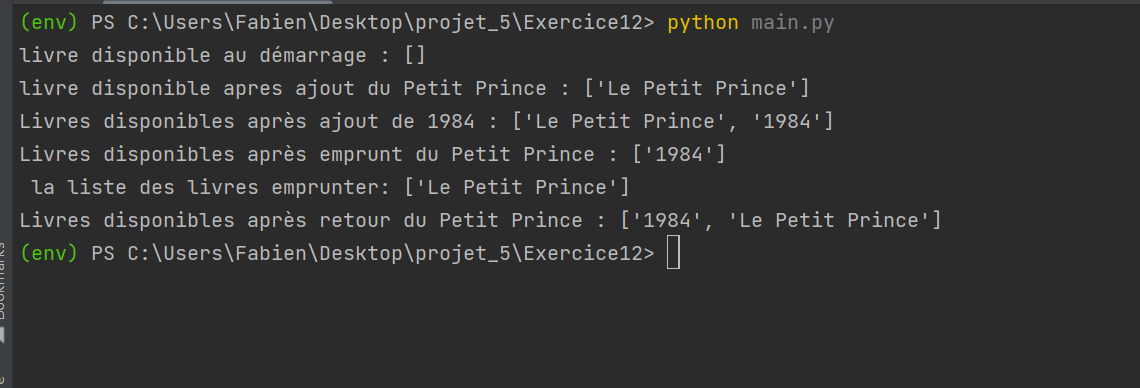 (env) PS C:\Users\Fabien\Desktop\projet_5\Exercice12> python main.py
livre disponible au démarrage : []
livre disponible apres ajout du Petit Prince : ['Le Petit Prince']
Livres disponibles après ajout de 1984 : ['Le Petit Prince', '1984']
Livres disponibles après emprunt du Petit Prince : ['1984']
 la liste des livres emprunter: ['Le Petit Prince']
Livres disponibles après retour du Petit Prince : ['1984', 'Le Petit Prince']
(env) PS C:\Users\Fabien\Desktop\projet_5\Exercice12>